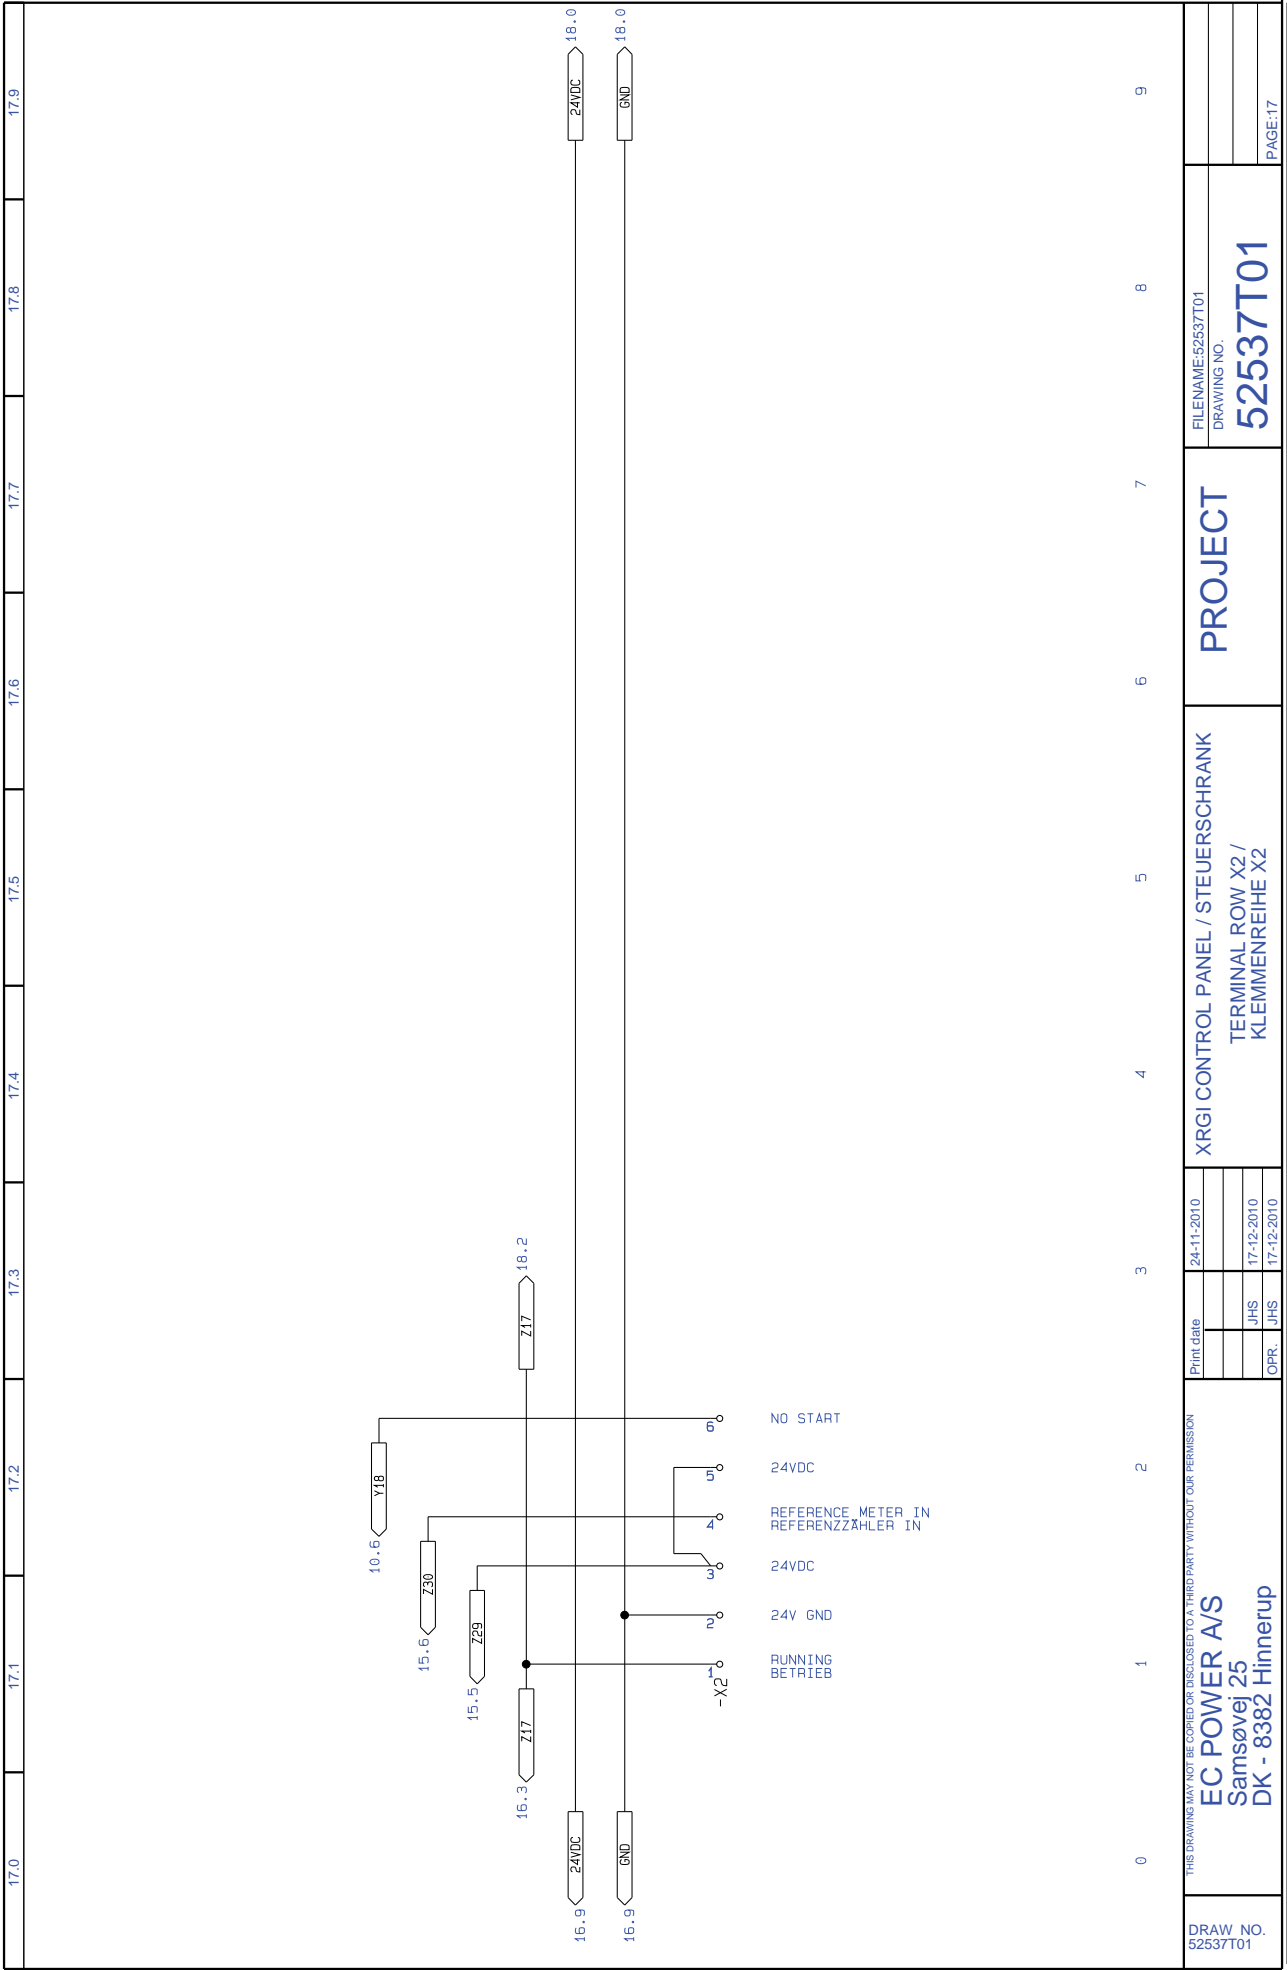 17.0
17.1
17.2
17.3
17.4
17.5
17.6
17.7
17.8
17.9
10.6
Y18
15.6
Z30
15.5
Z29
16.3
Z17
Z17
18.2
16.9
24VDC
24VDC
18.0
16.9
GND
GND
18.0
-X2
1
2
3
4
5
6
RUNNING
BETRIEB
24V GND
24VDC
REFERENCE METER IN
REFERENZZÄHLER IN
24VDC
NO START
0
1
2
3
4
5
6
7
8
9
DRAW NO.
52537T01
THIS DRAWING MAY NOT BE COPIED OR DISCLOSED TO A THIRD PARTY WITHOUT OUR PERMISSION
EC POWER A/S
Samsøvej 25
DK - 8382 Hinnerup
Print date
24-11-2010
JHS
17-12-2010
OPR.
JHS
17-12-2010
XRGI CONTROL PANEL / STEUERSCHRANK
TERMINAL ROW X2 /
KLEMMENREIHE X2
PROJECT
FILENAME:52537T01
DRAWING NO.
52537T01
PAGE:17